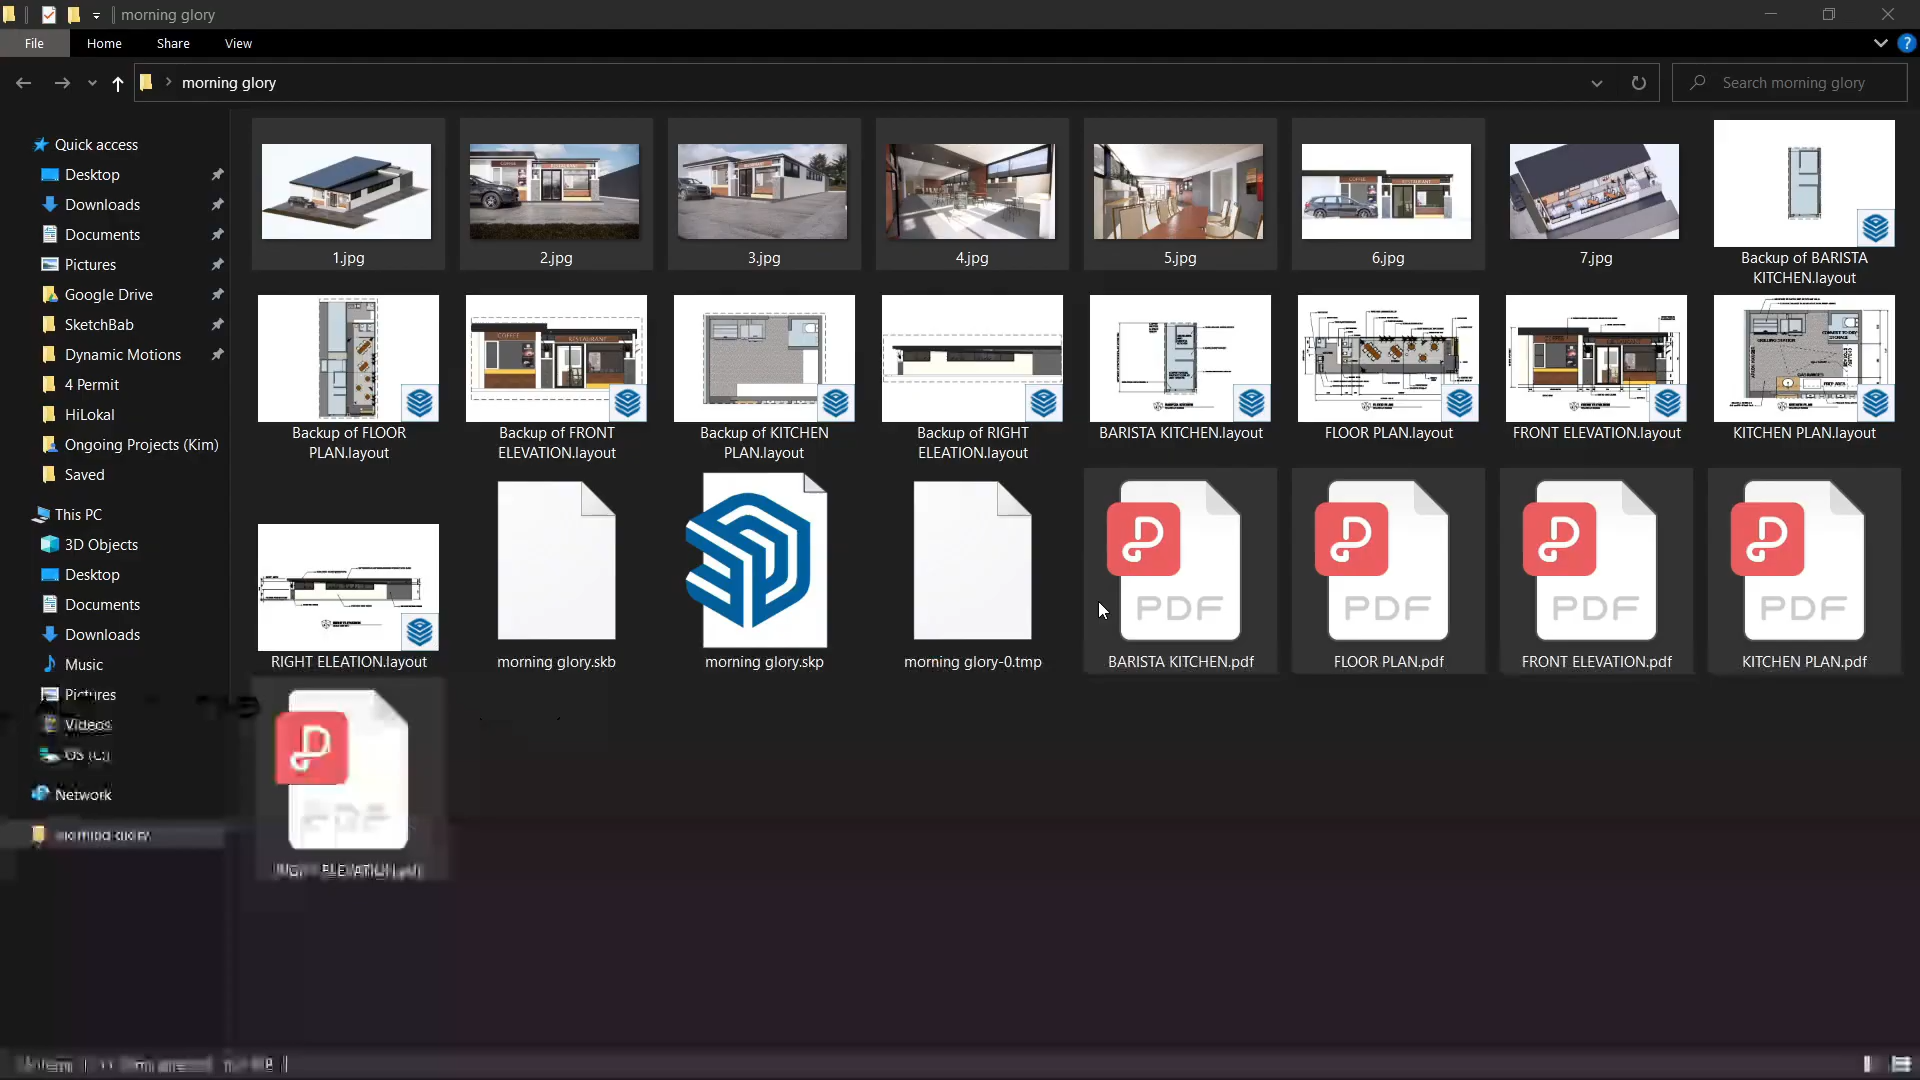 morning glory
File
Home
Share
View
morning glory
Search morning glory
Quick access
Desktop
Downloads
Documents
Pictures
Google Drive
SketchBab
Dynamic Motions
4 Permit
HiLokal
Ongoing Projects (Kim)
Saved
This PC
3D Objects
Desktop
Documents
Downloads
Music
Pictures
Videos
OS (C:)
Network
morning glory
1.jpg
2.jpg
3.jpg
4.jpg
5.jpg
6.jpg
7.jpg
Backup of BARISTA
KITCHEN.layout
Backup of FLOOR
PLAN.layout
Backup of FRONT
ELEVATION.layout
Backup of KITCHEN
PLAN.layout
Backup of RIGHT
ELEATION.layout
BARISTA KITCHEN.layout
FLOOR PLAN.layout
FRONT ELEVATION.layout
KITCHEN PLAN.layout
RIGHT ELEATION.layout
morning glory.skb
morning glory.skp
morning glory-0.tmp
PDF
BARISTA KITCHEN.pdf
PDF
FLOOR PLAN.pdf
PDF
FRONT ELEVATION.pdf
PDF
KITCHEN PLAN.pdf